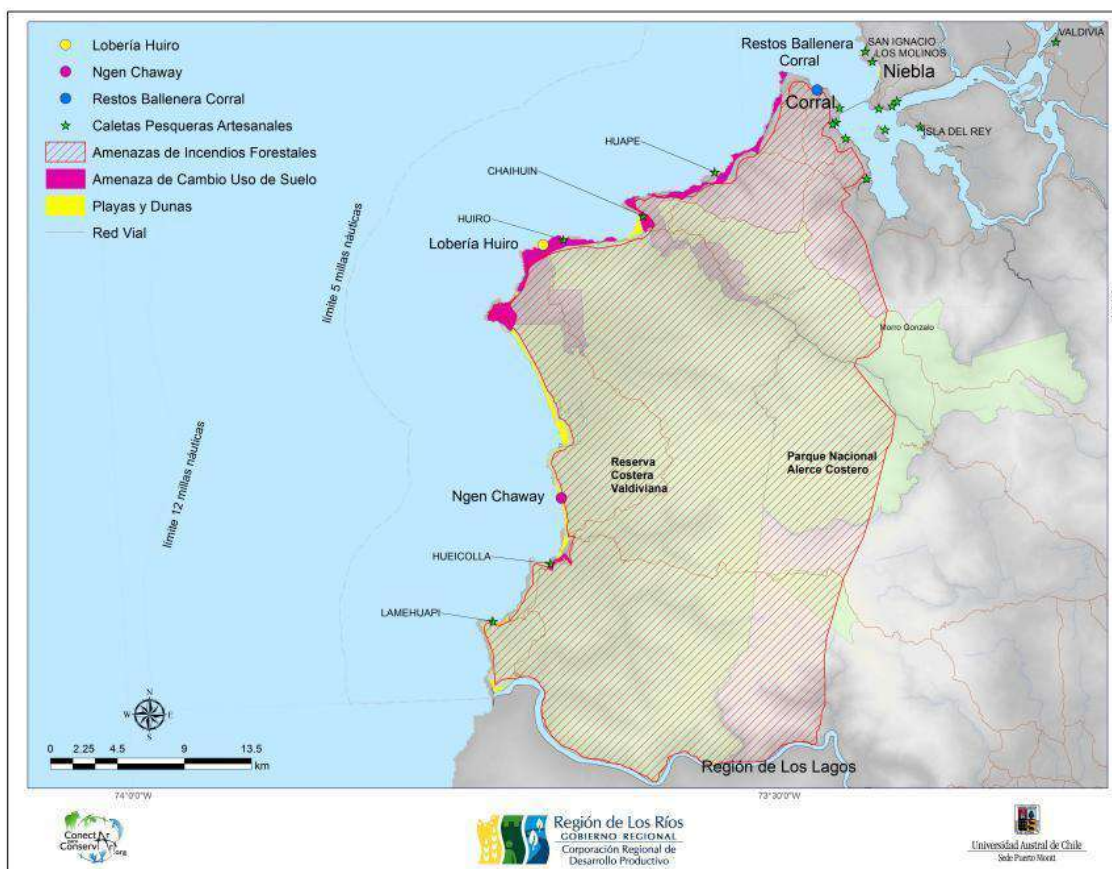 Lobería Huiro
Ngen Chaway
Restos Ballenera Corral
Caletas Pesqueras Artesanales
Amenazas de Incendios Forestales
Amenaza de Cambio Uso de Suelo
Playas y Dunas
Red Vial
VALDIVIA
SAN IGNACIO
LOS MOLINOS
Restos Ballenera
Corral
Niebla
Corral
ISLA DEL REY
HUAPE
CHAIHUIN
HUIRO
Lobería Huiro
límite 5 millas náuticas
Morro Gonzalo
límite 12 millas náuticas
Reserva
Costera
Valdiviana
Parque Nacional
Alerce Costero
Ngen Chaway
HUEICOLLA
LAMEHUAPI
N
W E
S
0 2.25 4.5 9 13.5
km
Región de Los Lagos
74°0'0"W
73°30'0"W
Conectar
para
Conservar.org
Región de Los Ríos
GOBIERNO REGIONAL
Corporación Regional de
Desarrollo Productivo
Universidad Austral de Chile
Sede Puerto Montt